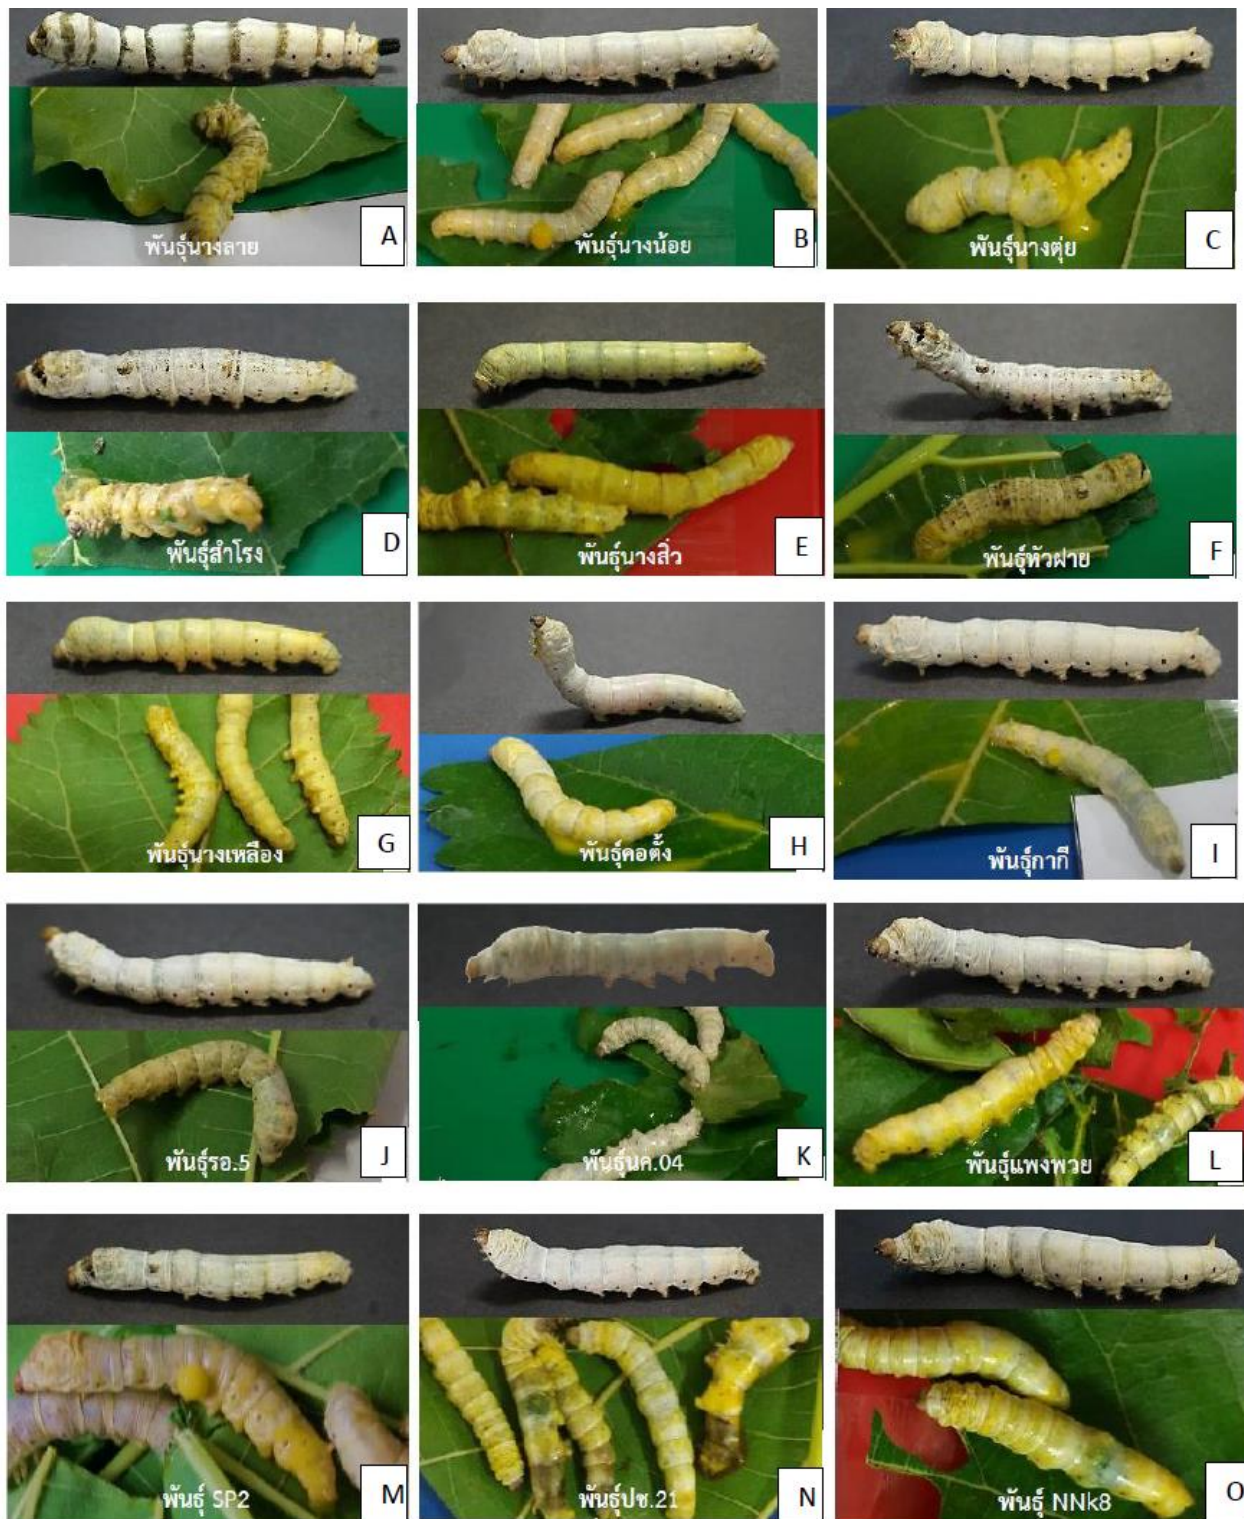 A
พันธุ์นางลาย
B
พันธุ์นางน้อย
C
พันธุ์นางตุ่ย
D
พันธุ์สำโรง
E
พันธุ์นางสิ่ว
F
พันธุ์หัวฝาย
G
พันธุ์นางเหลือง
H
พันธุ์คอตั้ง
I
พันธุ์กากี
J
พันธุ์รอ.5
K
พันธุ์นค.04
L
พันธุ์แพงพวย
M
พันธุ์ SP2
N
พันธุ์ปช.21
O
พันธุ์ NNk8